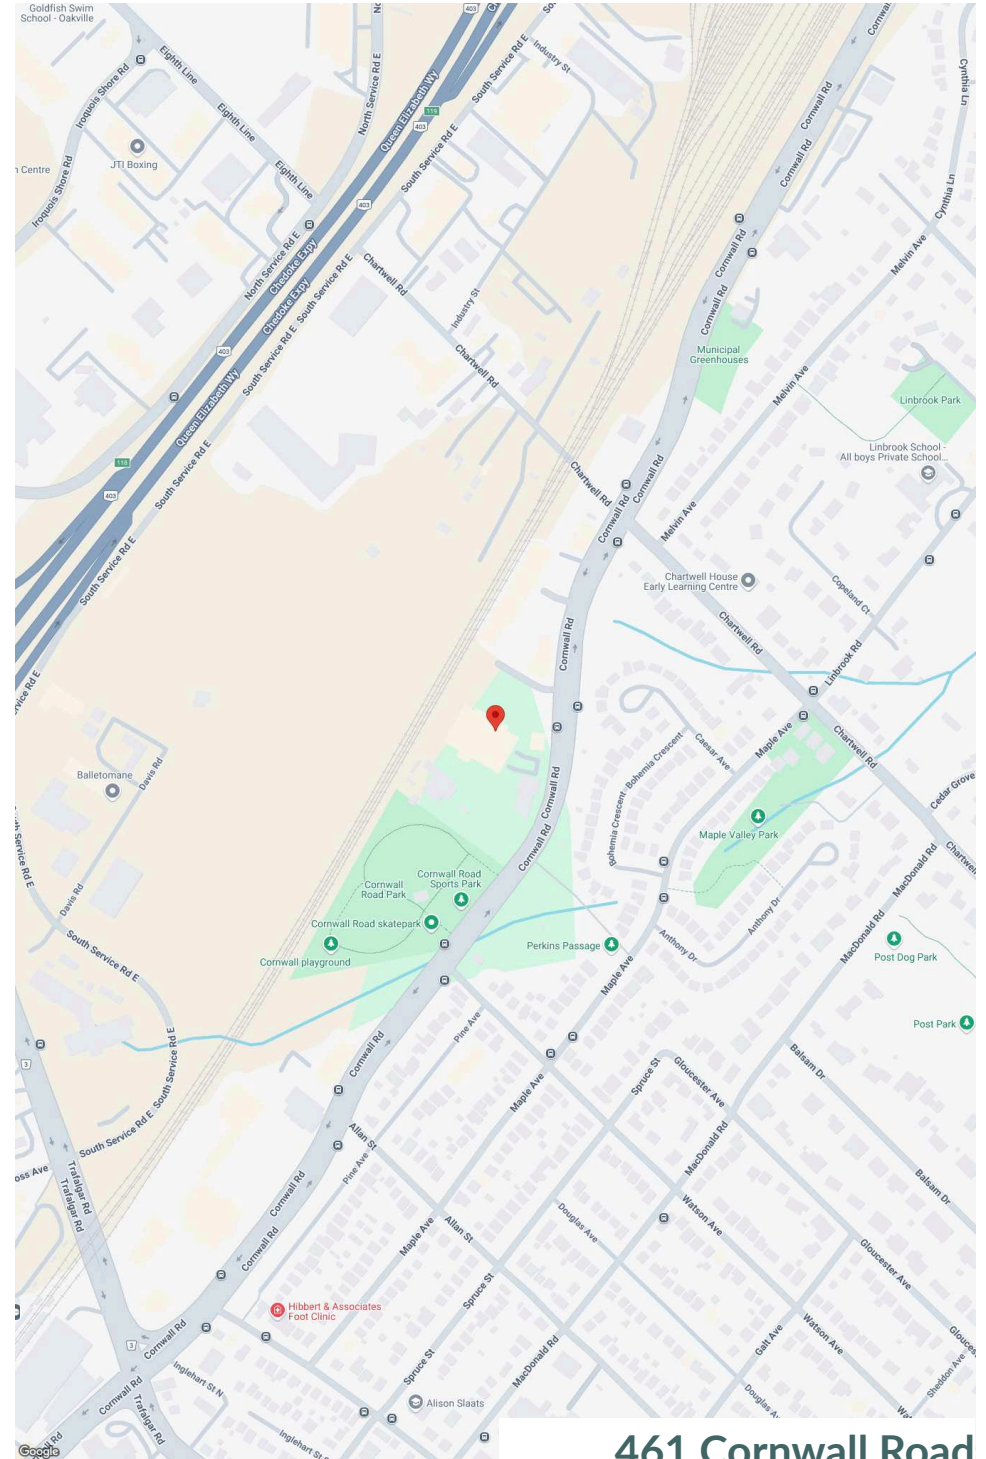 Goldfish Swim
School - Oakville
Eighth Line
Iroquois Shore Rd
North Service Rd E
403
Queen Elizabeth Wy
South Service Rd E
Industry St
Cornwall Rd
Cynthia Ln
Eighth Line
119
403
JTI Boxing
Eighth Line
South Service Rd E
Cornwall Rd
Iroquois Shore Rd
403
Cynthia Ln
North Service Rd E
Chedoke Expy
Chartwell Rd
Cornwall Rd
Melvin Ave
Chedoke Expy
South Service Rd E
Industry St
Cornwall Rd
403
Chartwell Rd
Municipal
Greenhouses
Queen Elizabeth Wy
South Service Rd E
Melvin Ave
Linbrook Park
Linbrook School -
All boys Private School...
118
403
South Service Rd E
Chartwell Rd
Cornwall Rd
Cornwall Rd
Melvin Ave
South Service Rd E
Chartwell House
Early Learning Centre
Copeland Ct
Cornwall Rd
Chartwell Rd
Linbrook Rd
Caesar Ave
Maple Ave
Chartwell Rd
Bohemia Crescent
Bohemia Crescent
Balletomane
Davis Rd
Cornwall Rd
Cedar Grove
Maple Valley Park
Cornwall Rd
MacDonald Rd
Davis Rd
Cornwall Road
Sports Park
Cornwall
Road Park
Cornwall Road skatepark
Anthony Dr
Anthony Dr
MacDonald Rd
South Service Rd E
Cornwall playground
Perkins Passage
Maple Ave
Post Dog Park
Post Park
Pine Ave
South Service Rd E
Cornwall Rd
3
Spruce St
Gloucester Ave
Balsam Dr
Maple Ave
South Service Rd E
Allan St
MacDonald Rd
Trafalgar Rd
Trafalgar Rd
Pine Ave
Cornwall Rd
Balsam Dr
Watson Ave
Douglas Ave
Maple Ave
Allan St
Cornwall Rd
Gloucester Ave
Spruce St
Hibbert & Associates
Foot Clinic
3
Cornwall Rd
Galt Ave
Watson Ave
Spruce St
MacDonald Rd
Inglehart St N
Cornwall Rd
Sheddon Ave
Alison Slaats
Trafalgar Rd
Google
461 Cornwall Road